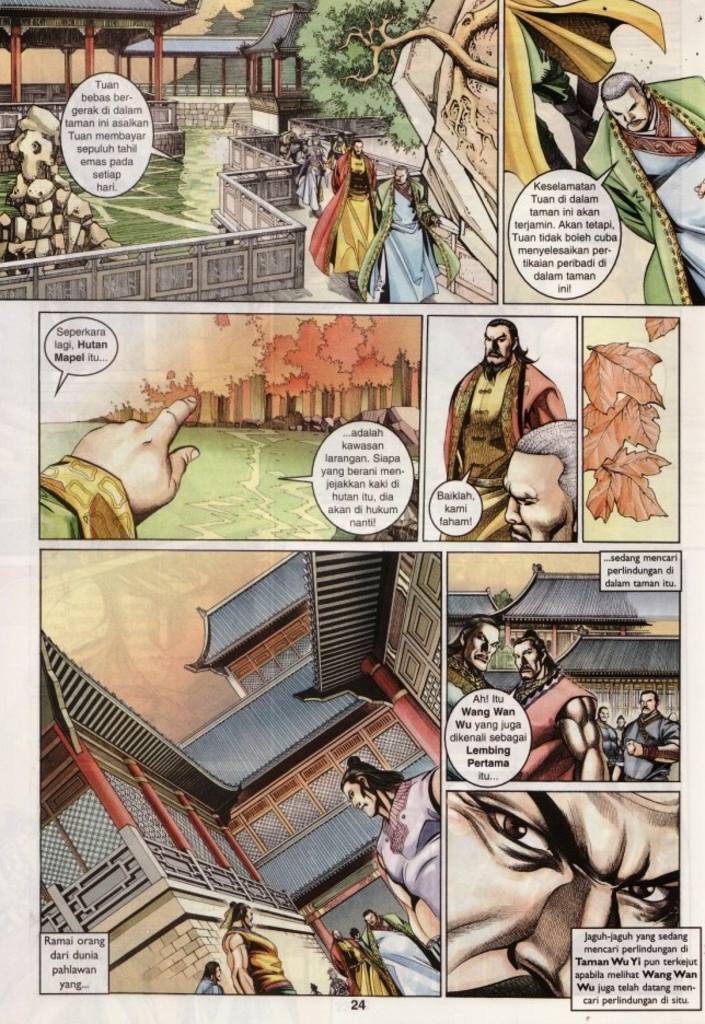 Tuan
bebas ber-
gerak di dalam
taman ini asalkan
Tuan membayar
sepuluh tahil
emas pada
setiap
hari.
Keselamatan
Tuan di dalam
taman ini akan
terjamin. Akan tetapi,
Tuan tidak boleh cuba
menyelesaikan per-
tikaian peribadi di
dalam taman
ini!
Seperkara
lagi, Hutan
Mapel itu...
...adalah
kawasan
larangan. Siapa
yang berani men-
jejakkan kaki di
hutan itu, dia
akan di hukum
nanti!
Baiklah,
kami
faham!
Ramai orang
dari dunia
pahlawan
yang...
...sedang mencari
perlindungan di
dalam taman itu.
Ah! Itu
Wang Wan
Wu yang juga
dikenali sebagai
Lembing
Pertama
itu...
Jaguh-jaguh yang sedang
mencari perlindungan di
Taman Wu Yi pun terkejut
apabila melihat Wang Wan
Wu juga telah datang men-
cari perlindungan di situ.
24